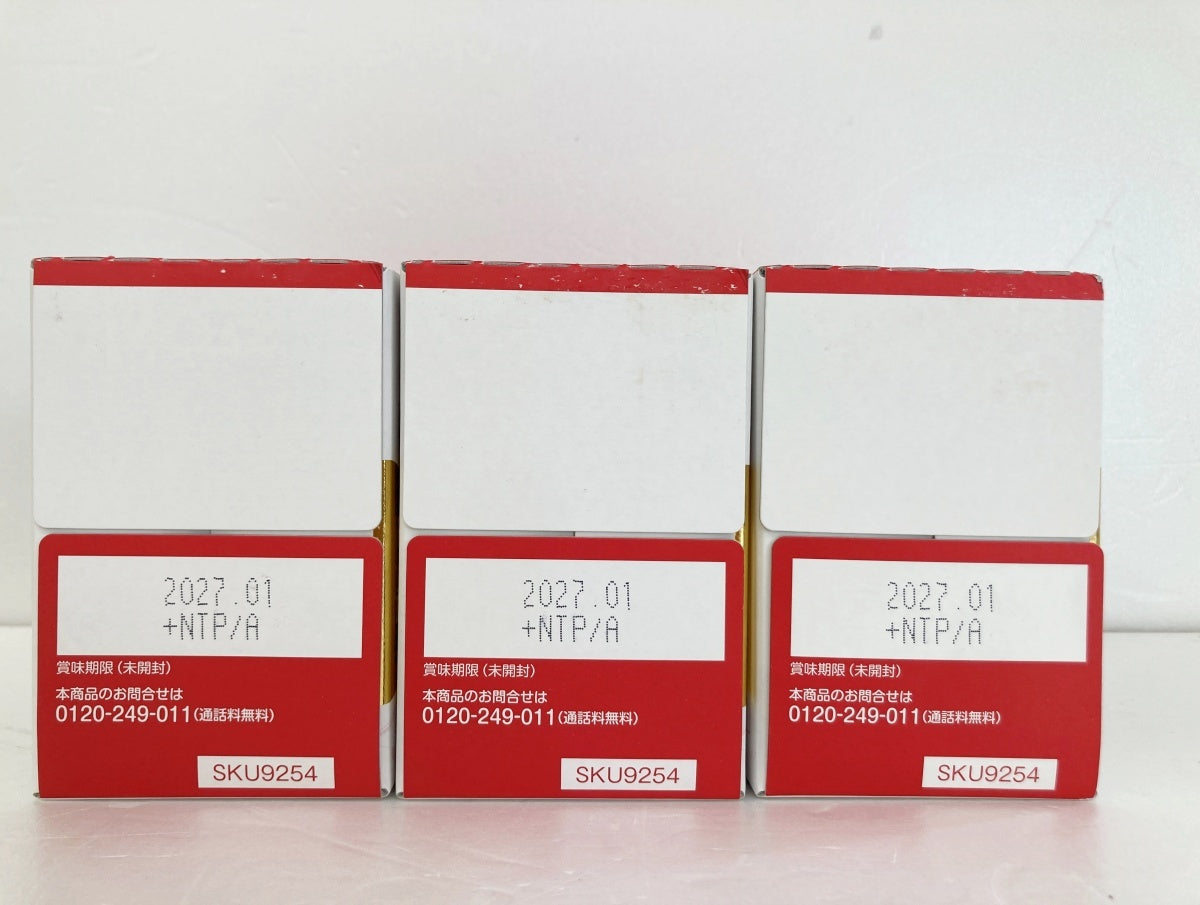 2027.01
+NTP/A
賞味期限(未開封)
本商品のお問合せは
0120-249-011(通話料無料)
SKU9254
2027.01
+NTP/A
賞味期限(未開封)
本商品のお問合せは
0120-249-011(通話料無料)
SKU9254
2027.01
+NTP/A
賞味期限(未開封)
本商品のお問合せは
0120-249-011(通話料無料)
SKU9254